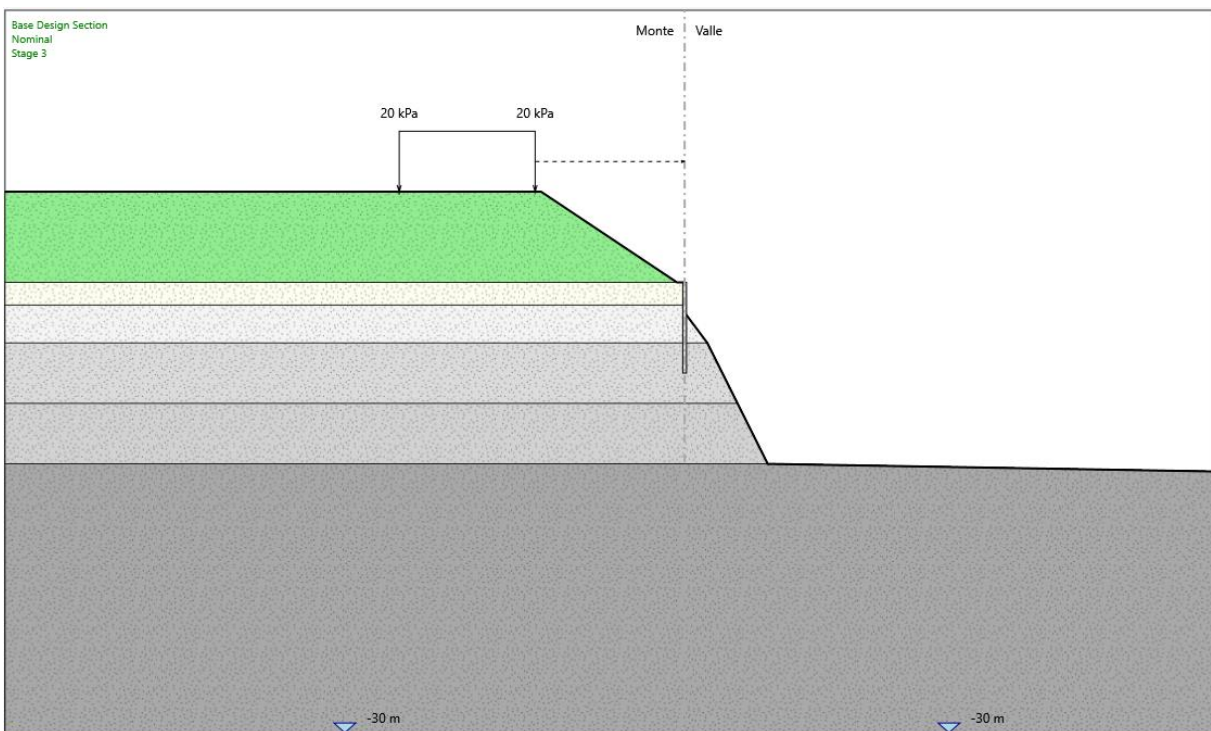 Base Design Section
Nominal
Stage 3
Monte
Valle
20 kPa
20 kPa
-30 m
-30 m